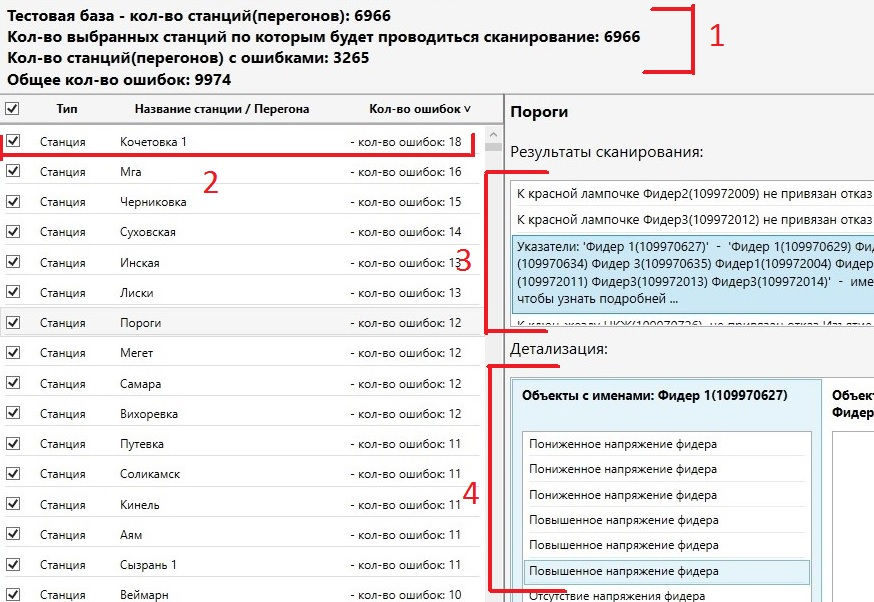 Тестовая база - кол-во станций(перегонов): 6966
Кол-во выбранных станций по которым будет проводиться сканирование: 6966
Кол-во станций(перегонов) с ошибками: 3265
Общее кол-во ошибок: 9974
1
Тип Название станции / Перегона Кол-во ошибок
Станция Кочетовка 1 - кол-во ошибок: 18
Станция Мга - кол-во ошибок: 16
2
Станция Черниковка - кол-во ошибок: 15
Станция Суховская - кол-во ошибок: 14
Станция Инская - кол-во ошибок: 13
Станция Лиски - кол-во ошибок: 13
Станция Пороги - кол-во ошибок: 12
Станция Мегет - кол-во ошибок: 12
Станция Самара - кол-во ошибок: 12
Станция Вихоревка - кол-во ошибок: 12
Станция Путевка - кол-во ошибок: 11
Станция Соликамск - кол-во ошибок: 11
Станция Кинель - кол-во ошибок: 11
Станция Аям - кол-во ошибок: 11
Станция Сызрань 1 - кол-во ошибок: 11
Станция Веймарн - кол-во ошибок: 10
Пороги
Результаты сканирования:
3
К красной лампочке Фидер2(109972009) не привязан отказ
К красной лампочке Фидер3(109972012) не привязан отказ
Указатели: 'Фидер 1(109970627)' - 'Фидер 1(109970629) Фид
(109970634) Фидер 3(109970635) Фидер1(109972004) Фидер
(109972011) Фидер3(109972013) Фидер3(109972014)' - име
чтобы узнать подробней ...
Детализация:
4
Объекты с именами: Фидер 1(109970627)
Пониженное напряжение фидера
Пониженное напряжение фидера
Пониженное напряжение фидера
Повышенное напряжение фидера
Повышенное напряжение фидера
Повышенное напряжение фидера
Отсутствие напряжения фидера
Объект
Фидер